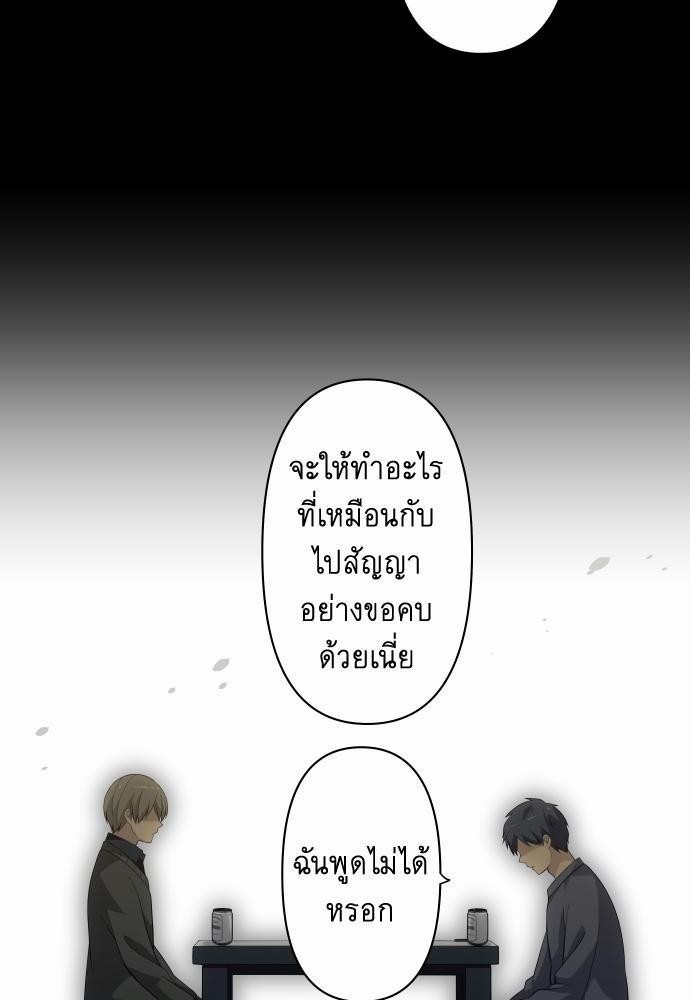 จะให้ทำอะไร
ที่เหมือนกับ
ไปสัญญา
อย่างขอคบ
ด้วยเนี่ย
ฉันพูดไม่ได้
หรอก